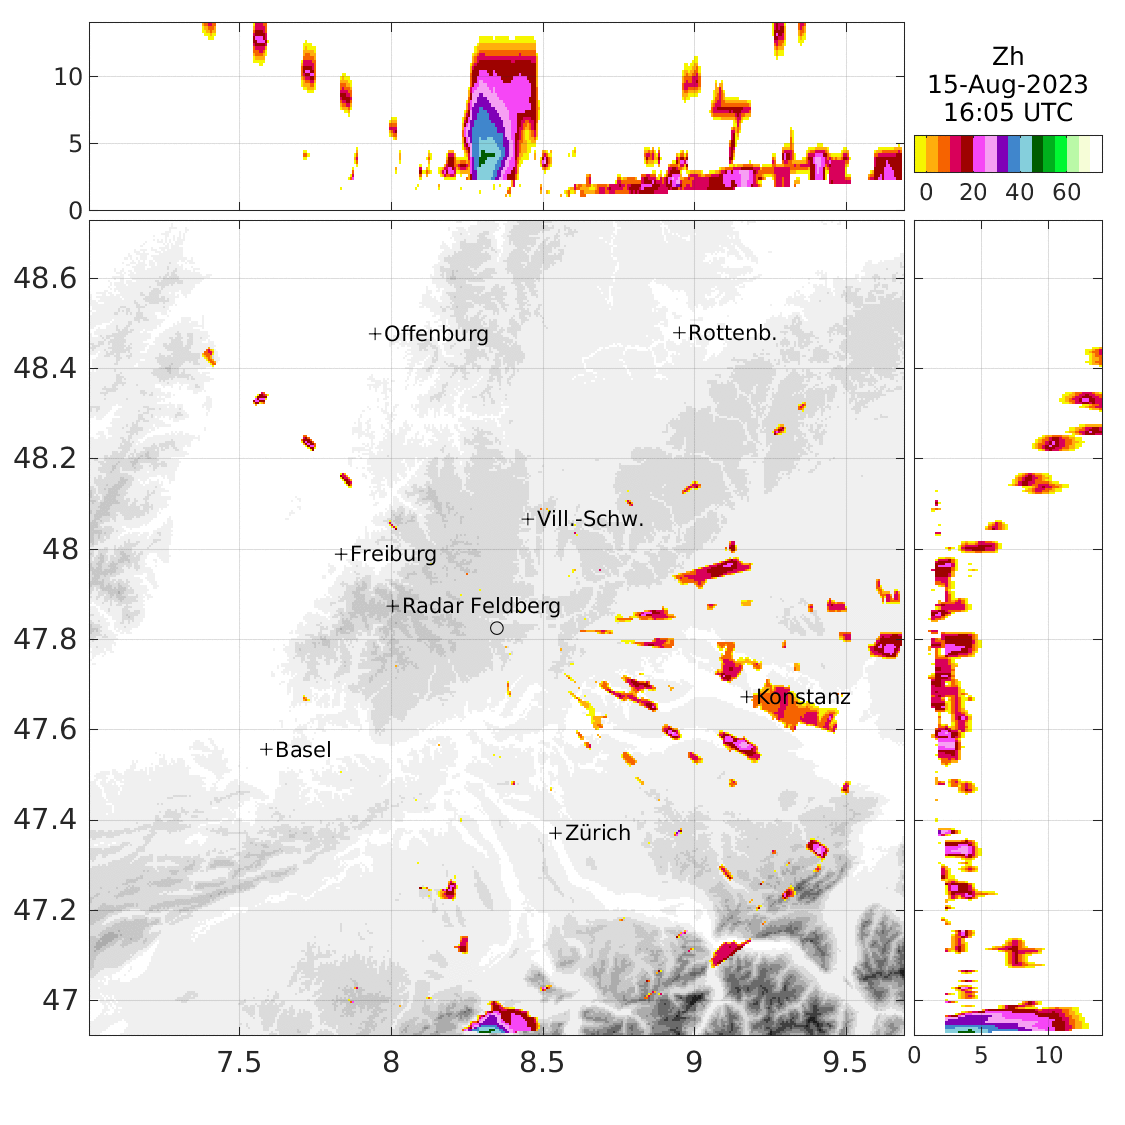 Zh
15-Aug-2023
16:05 UTC
10
5
0
0 20 40 60
48.6
48.4
48.2
48
47.8
47.6
47.4
47.2
47
Offenburg
Rottenb.
Vill.-Schw.
Freiburg
Radar Feldberg
Konstanz
Basel
Zürich
7.5 8 8.5 9 9.5
0 5 10